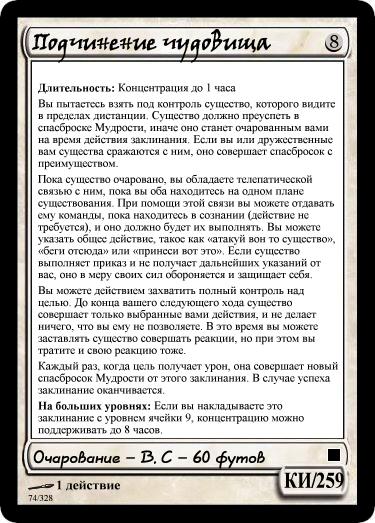 Подчинение чудовища 8
Длительность: Концентрация до 1 часа
Вы пытаетесь взять под контроль существо, которого видите
в пределах дистанции. Существо должно преуспеть в
спасброске Мудрости, иначе оно станет очарованным вами
на время действия заклинания. Если вы или дружественные
вам существа сражаются с ним, оно совершает спасбросок с
преимуществом.
Пока существо очаровано, вы обладаете телепатической
связью с ним, пока вы оба находитесь на одном плане
существования. При помощи этой связи вы можете отдавать
ему команды, пока находитесь в сознании (действие не
требуется), и оно должно будет их выполнять. Вы можете
указать общее действие, такое как «атакуй вон то существо»,
«беги отсюда» или «принеси вот это». Если существо
выполняет приказ и не получает дальнейших указаний от
вас, оно в меру своих сил обороняется и защищает себя.
Вы можете действием захватить полный контроль над
целью. До конца вашего следующего хода существо
совершает только выбранные вами действия, и не делает
ничего, что вы ему не позволяете. В это время вы можете
заставлять существо совершать реакции, но при этом вы
тратите и свою реакцию тоже.
Каждый раз, когда цель получает урон, она совершает новый
спасбросок Мудрости от этого заклинания. В случае успеха
заклинание оканчивается.
На больших уровнях: Если вы накладываете это
заклинание с уровнем ячейки 9, концентрацию можно
поддерживать до 8 часов.
Очарование – В, С – 60 футов
КИ/259
1 действие
74/328